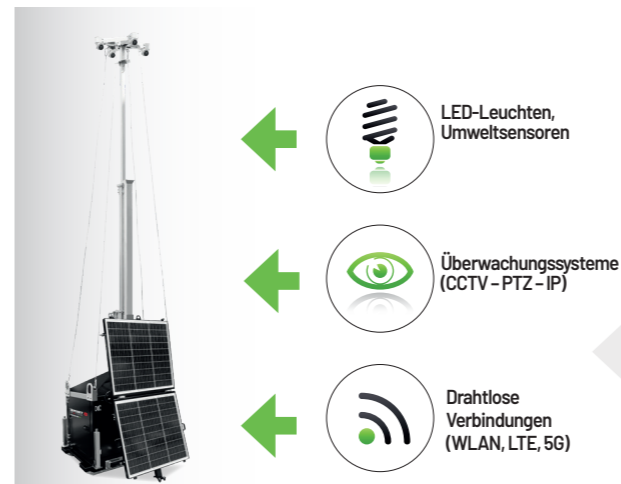 LED-Leuchten,
Umweltsensoren
Überwachungssysteme
(CCTV – PTZ – IP)
Drahtlose
Verbindungen
(WLAN, LTE, 5G)